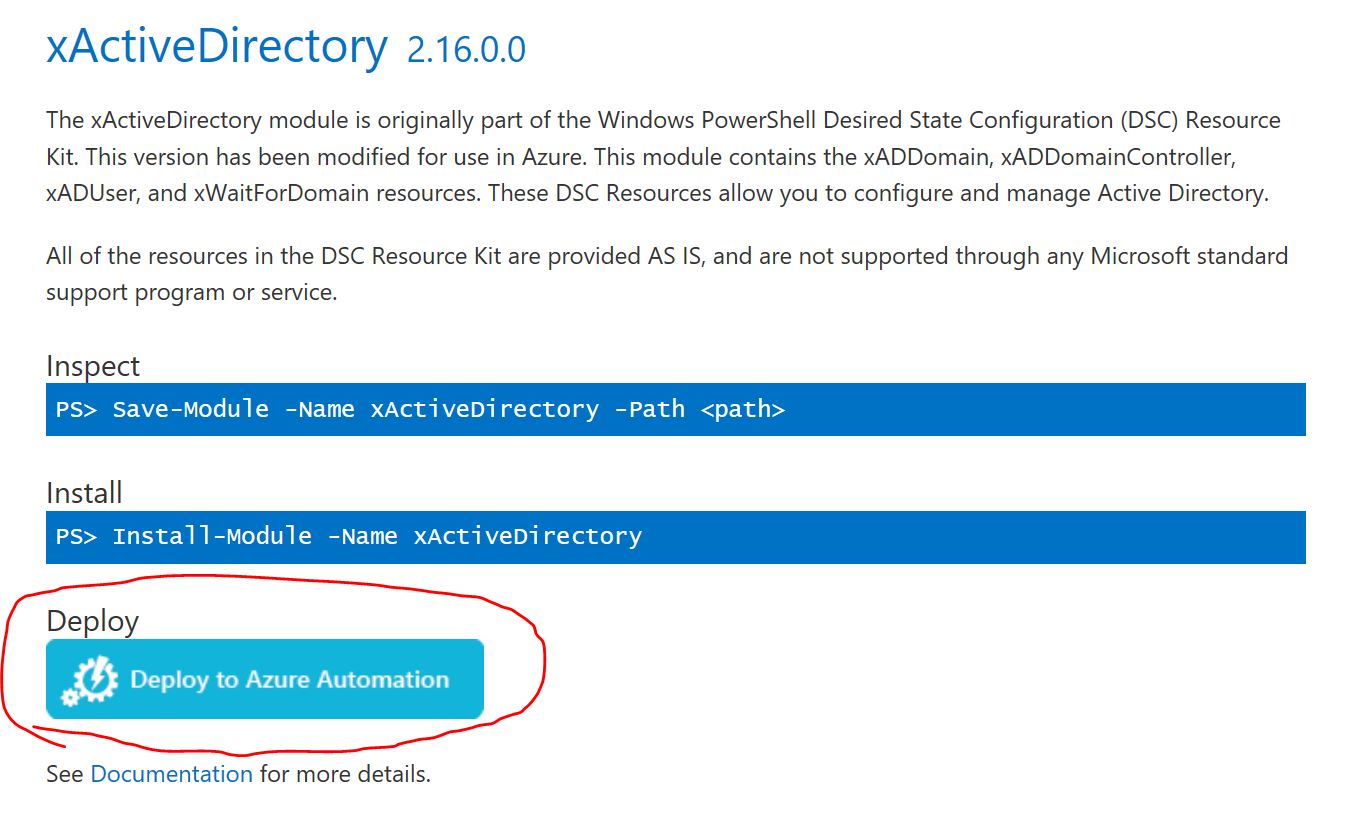 xActiveDirectory 2.16.0.0
The xActiveDirectory module is originally part of the Windows PowerShell Desired State Configuration (DSC) Resource
Kit. This version has been modified for use in Azure. This module contains the xADDomain, xADDomainController,
xADUser, and xWaitForDomain resources. These DSC Resources allow you to configure and manage Active Directory.
All of the resources in the DSC Resource Kit are provided AS IS, and are not supported through any Microsoft standard
support program or service.
Inspect
PS> Save-Module -Name xActiveDirectory -Path <path>
Install
PS> Install-Module -Name xActiveDirectory
Deploy
Deploy to Azure Automation
See Documentation for more details.